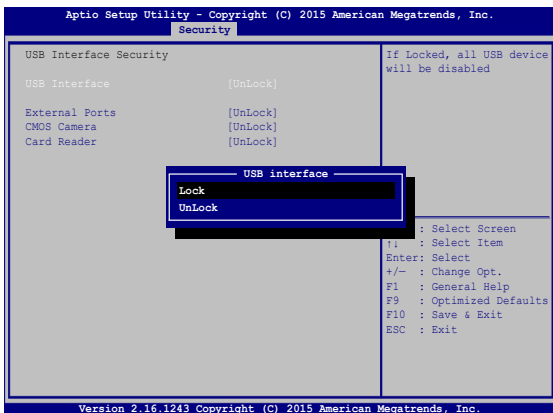 Aptio Setup Utility - Copyright (C) 2015 American Megatrends, Inc.
Security
USB Interface Security
USB Interface [UnLock]
External Ports [UnLock]
CMOS Camera [UnLock]
Card Reader [UnLock]
If Locked, all USB device
will be disabled
USB interface
Lock
UnLock
: Select Screen
↑↓ : Select Item
Enter: Select
+/— : Change Opt.
F1 : General Help
F9 : Optimized Defaults
F10 : Save & Exit
ESC : Exit
Version 2.16.1243 Copyright (C) 2015 American Megatrends, Inc.